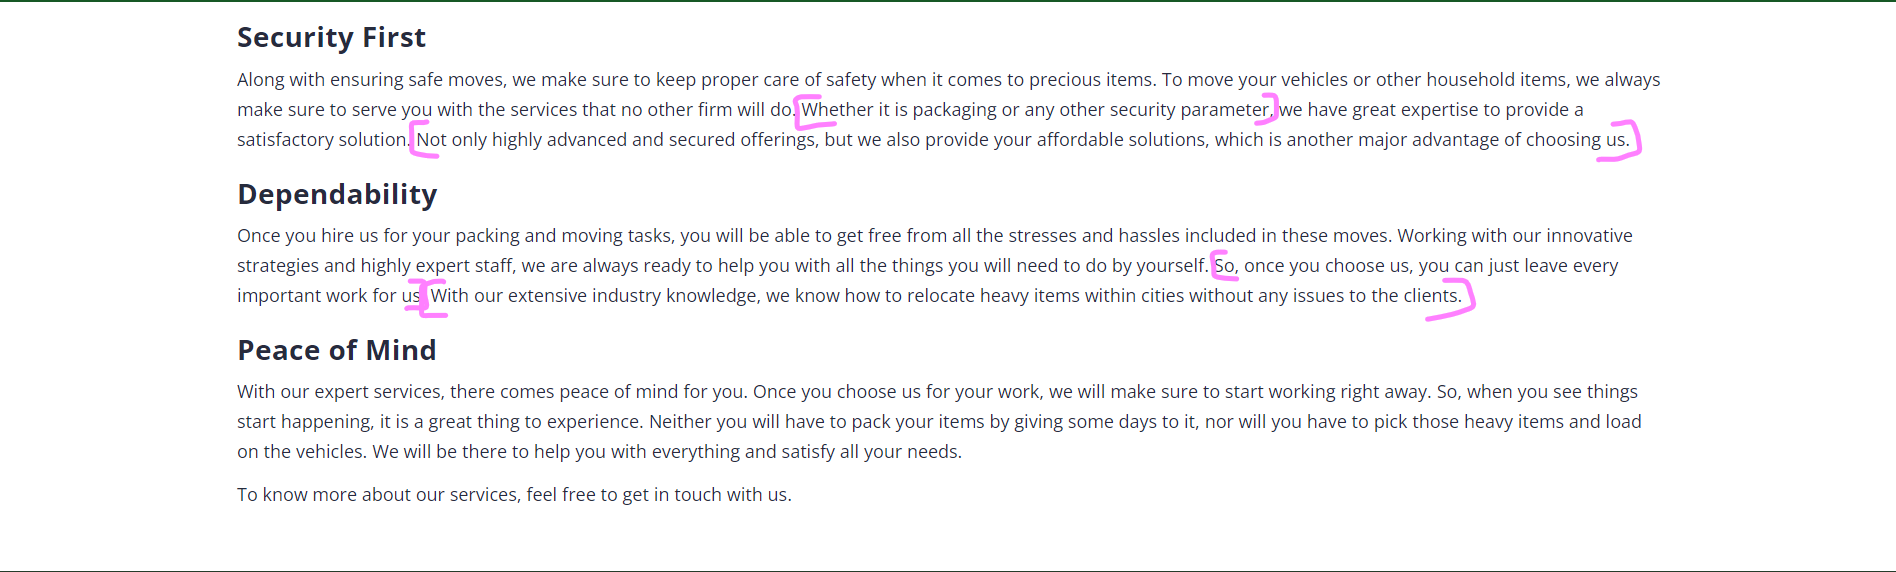 Security First
Along with ensuring safe moves, we make sure to keep proper care of safety when it comes to precious items. To move your vehicles or other household items, we always
make sure to serve you with the services that no other firm will do. Whether it is packaging or any other security parameter, we have great expertise to provide a
satisfactory solution. Not only highly advanced and secured offerings, but we also provide your affordable solutions, which is another major advantage of choosing us.
Dependability
Once you hire us for your packing and moving tasks, you will be able to get free from all the stresses and hassles included in these moves. Working with our innovative
strategies and highly expert staff, we are always ready to help you with all the things you will need to do by yourself. So, once you choose us, you can just leave every
important work for us. With our extensive industry knowledge, we know how to relocate heavy items within cities without any issues to the clients.
Peace of Mind
With our expert services, there comes peace of mind for you. Once you choose us for your work, we will make sure to start working right away. So, when you see things
start happening, it is a great thing to experience. Neither you will have to pack your items by giving some days to it, nor will you have to pick those heavy items and load
on the vehicles. We will be there to help you with everything and satisfy all your needs.
To know more about our services, feel free to get in touch with us.